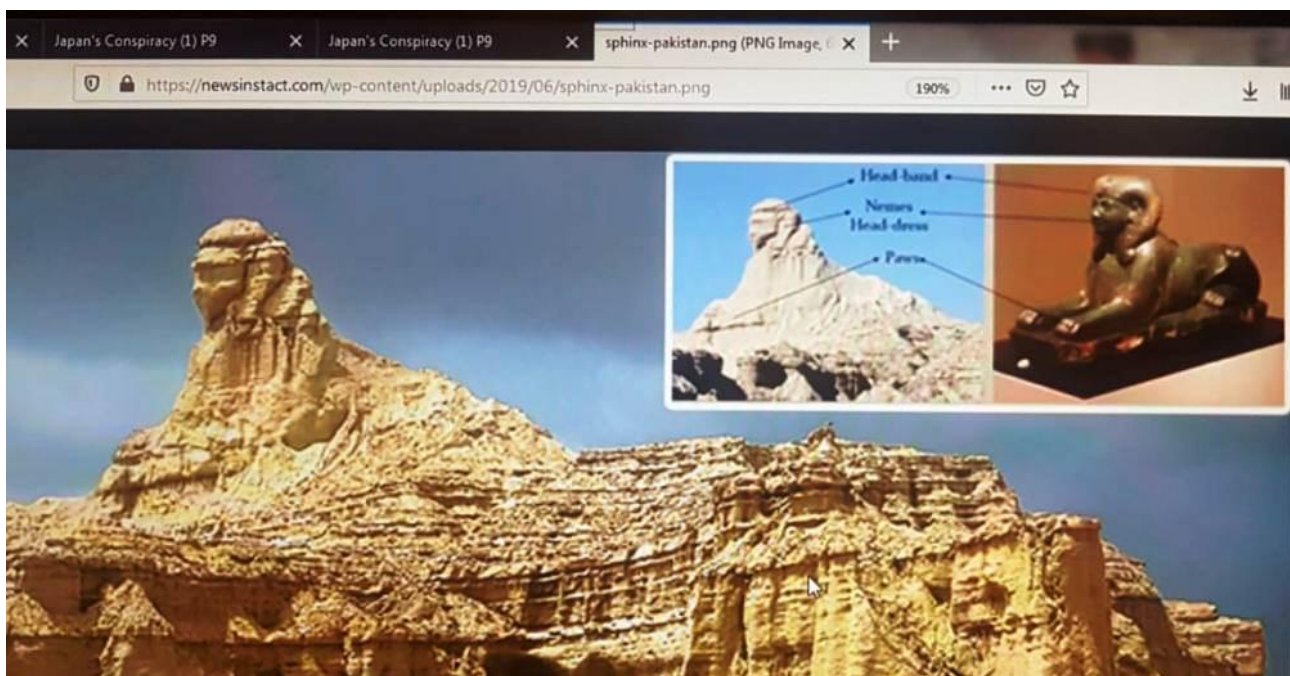 Japan's Conspiracy (1) P9
Japan's Conspiracy (1) P9
sphinx-pakistan.png (PNG Image, 6
https://newsinstact.com/wp-content/uploads/2019/06/sphinx-pakistan.png
190%
Head-band
Nemes
Head-dress
Paws